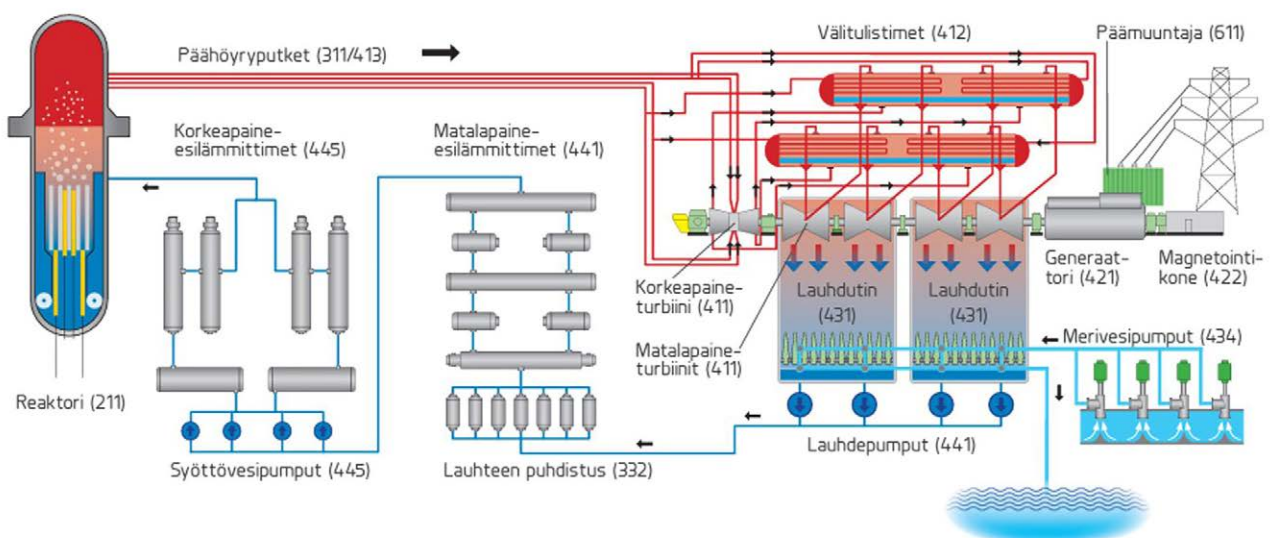 Päähöyryputket (311/413)
Välitulistimet (412)
Päämuuntaja (611)
Korkeapaine-
esilämmittimet (445)
Matalapaine-
esilämmittimet (441)
Korkeapaine-
turbiini (411)
Matalapaine-
turbiinit (411)
Lauhdutin
(431)
Lauhdutin
(431)
Generaat-
tori (421)
Magnetointi-
kone (422)
Merivesipumput (434)
Reaktori (211)
Syöttövesipumput (445)
Lauhteen puhdistus (332)
Lauhdepumput (441)